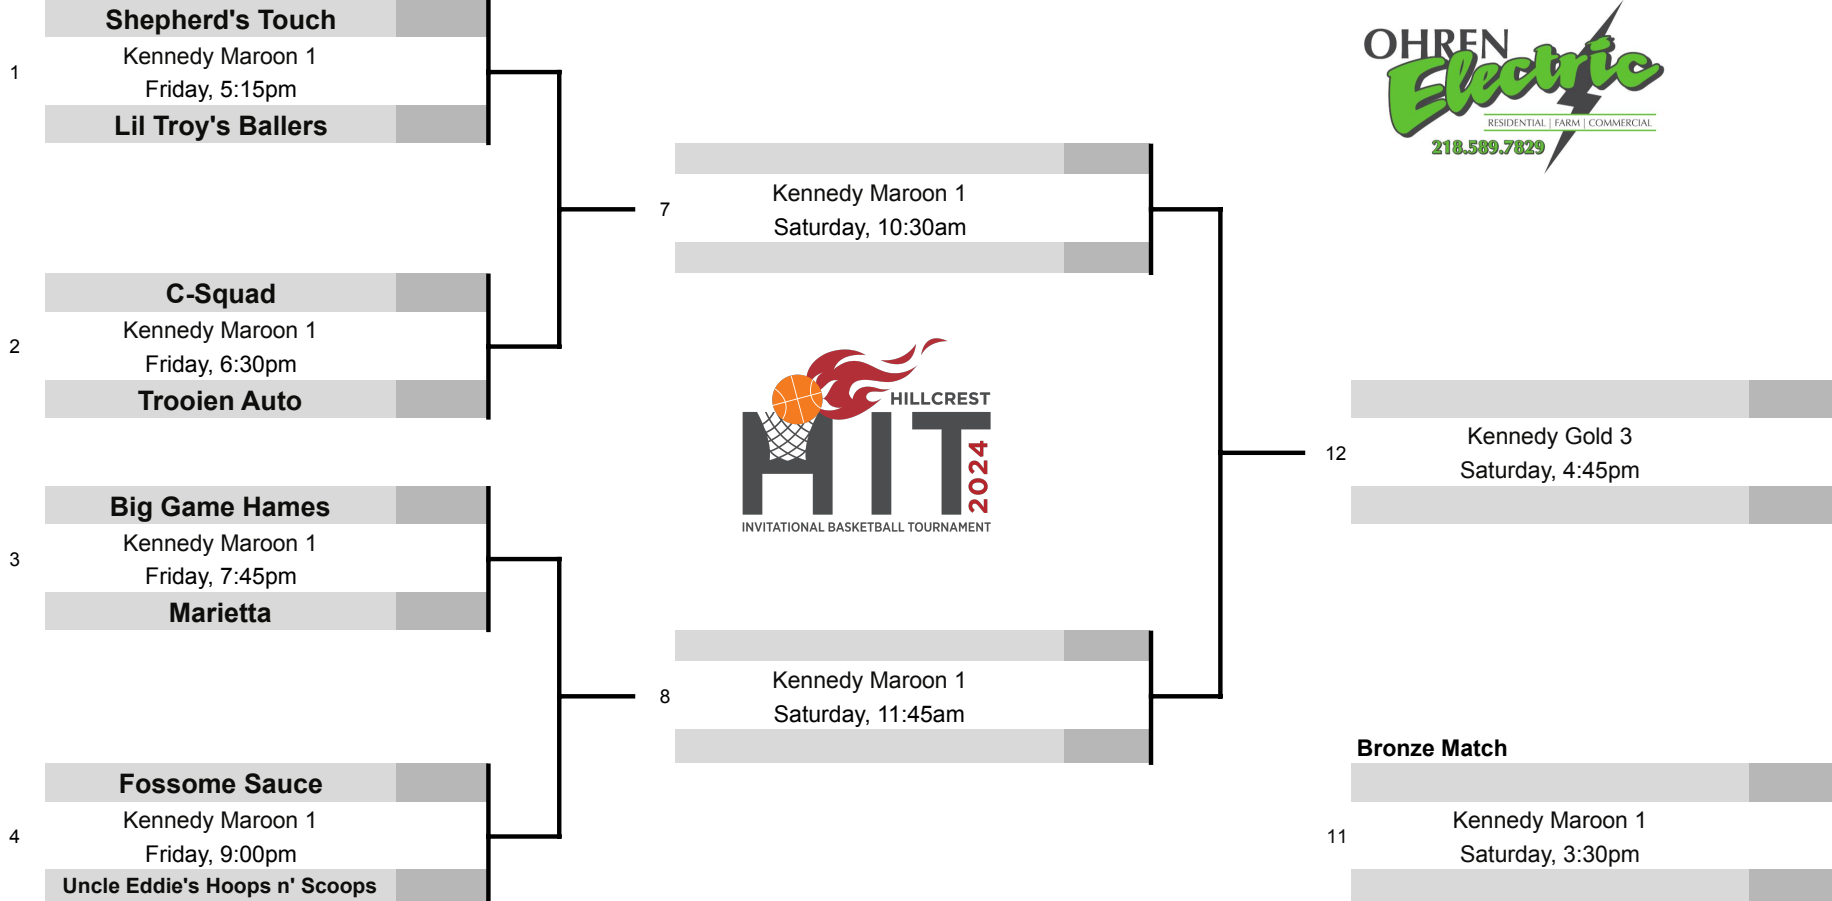 Shepherd's Touch
1
Kennedy Maroon 1
Friday, 5:15pm
Lil Troy's Ballers
C-Squad
2
Kennedy Maroon 1
Friday, 6:30pm
Trooien Auto
Big Game Hames
3
Kennedy Maroon 1
Friday, 7:45pm
Marietta
Fossome Sauce
4
Kennedy Maroon 1
Friday, 9:00pm
Uncle Eddie's Hoops n' Scoops
7
Kennedy Maroon 1
Saturday, 10:30am
HILLCREST
HIT
2024
INVITATIONAL BASKETBALL TOURNAMENT
8
Kennedy Maroon 1
Saturday, 11:45am
OHREN
Electric
RESIDENTIAL | FARM | COMMERCIAL
218.589.7829
12
Kennedy Gold 3
Saturday, 4:45pm
Bronze Match
11
Kennedy Maroon 1
Saturday, 3:30pm